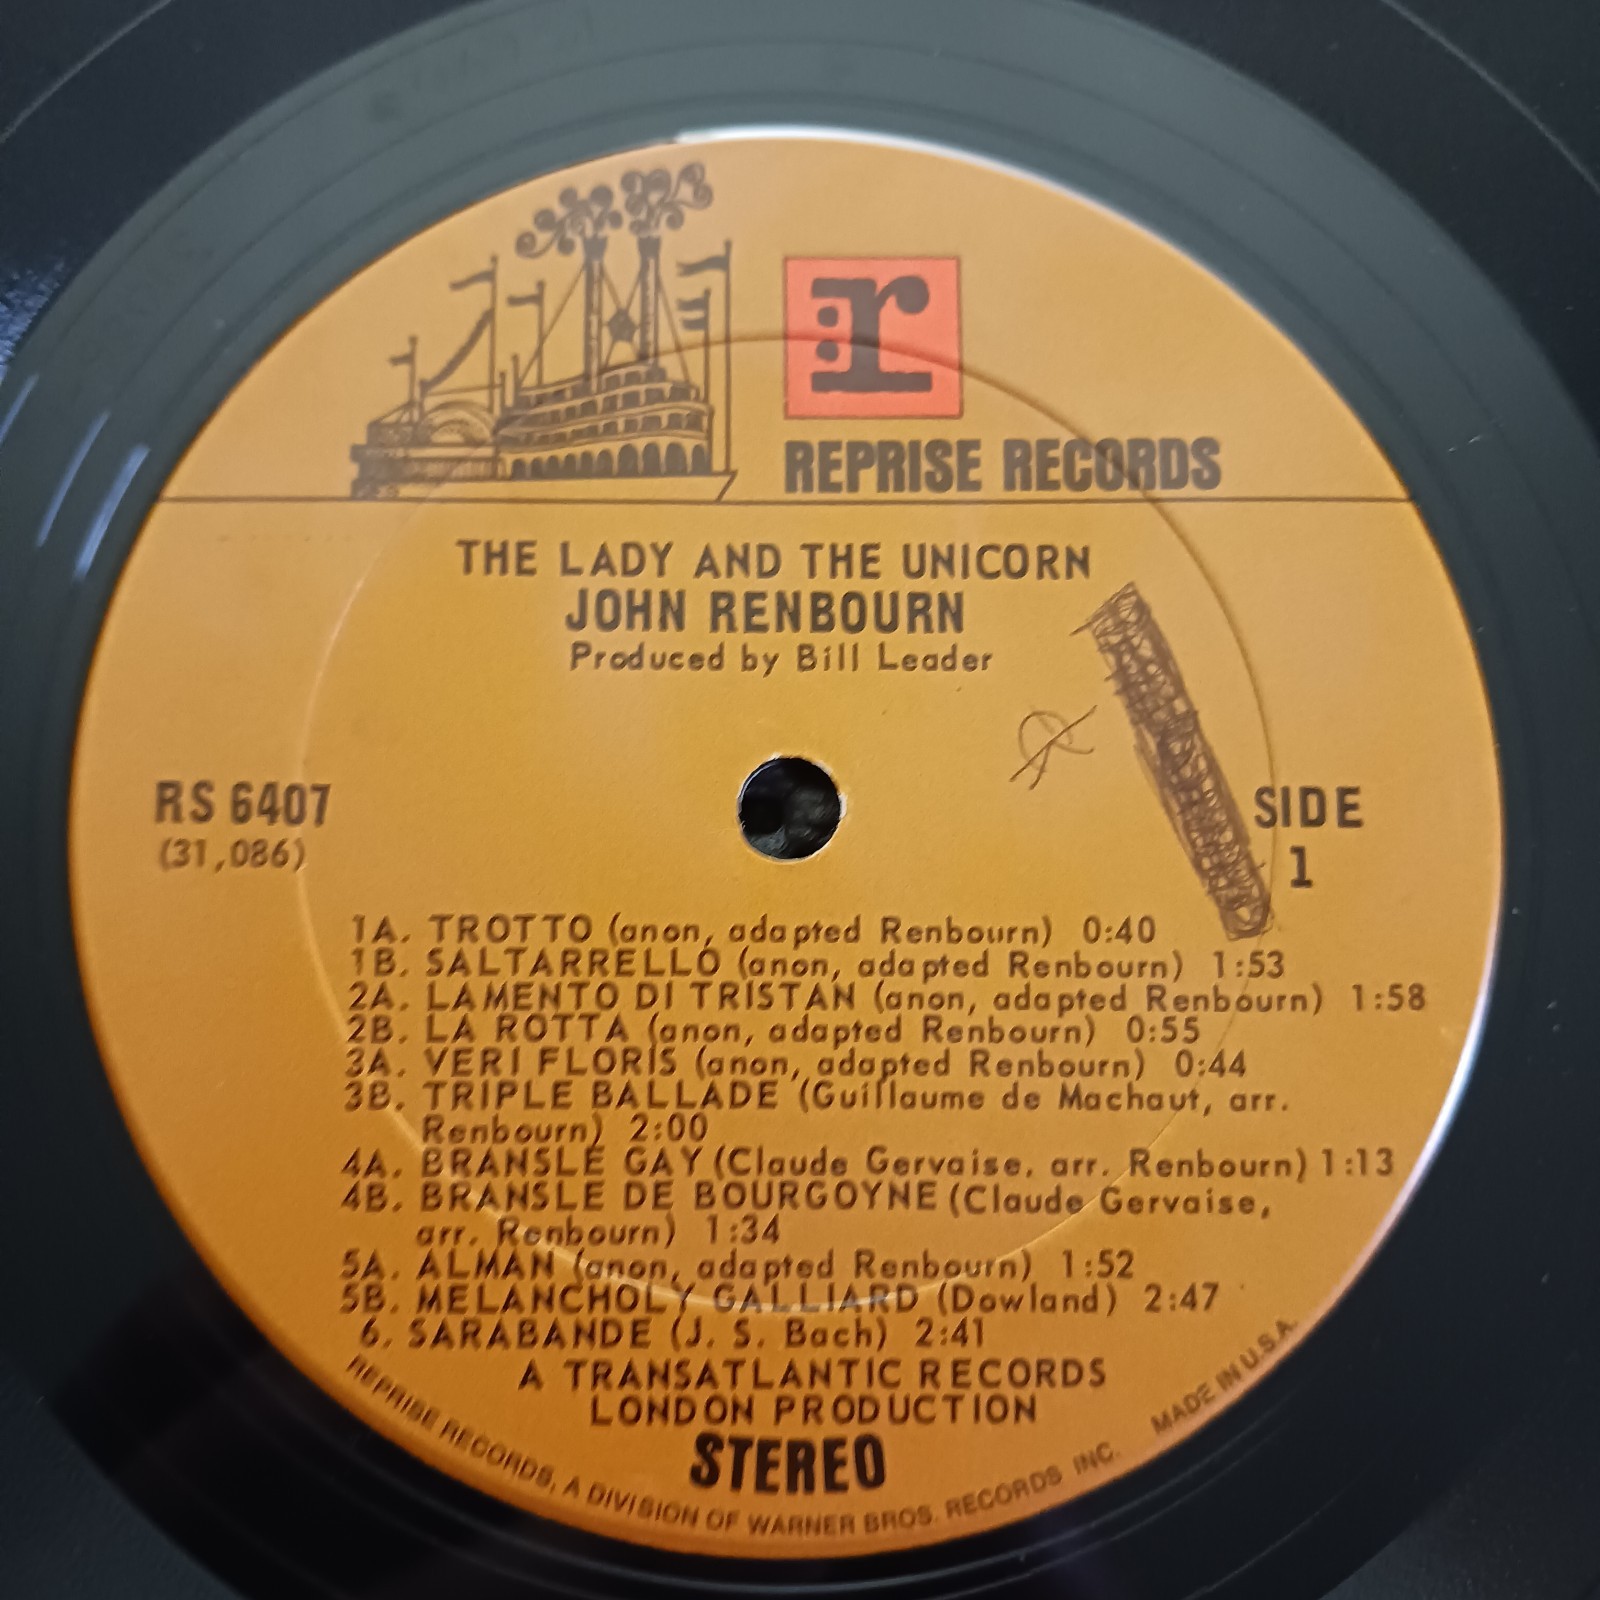 :r
REPRISE RECORDS
THE LADY AND THE UNICORN
JOHN RENBOURN
Produced by Bill Leader
RS 6407
(31,086)
SIDE
1
1A. TROTTO (anon, adapted Renbourn) 0:40
1B. SALTARRELLO (anon, adapted Renbourn) 1:53
2A. LAMENTO DI TRISTAN (anon, adapted Renbourn) 1:58
2B. LA ROTTA (anon, adapted Renbourn) 0:55
3A. VERI FLORIS (anon, adapted Renbourn) 0:44
3B. TRIPLE BALLADE (Guillaume de Machaut, arr.
Renbourn) 2:00
4A. BRANSLE GAY (Claude Gervaise, arr. Renbourn) 1:13
4B. BRANSLE DE BOURGOYNE (Claude Gervaise,
arr. Renbourn) 1:34
5A. ALMAN (anon, adapted Renbourn) 1:52
5B. MELANCHOLY GALLIARD (Dowland) 2:47
6. SARABANDE (J. S. Bach) 2:41
A TRANSATLANTIC RECORDS
LONDON PRODUCTION
STEREO
REPRISE RECORDS, A DIVISION OF WARNER BROS. RECORDS INC. MADE IN U.S.A.